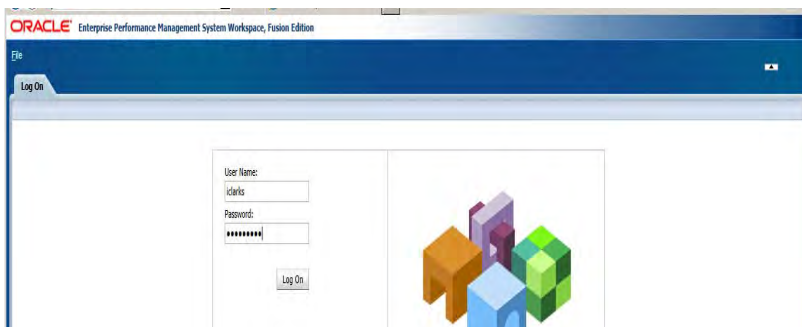 ORACLE Enterprise Performance Management System Workspace, Fusion Edition
File
Log On
User Name:
iclarks
Password:
•••••••••
Log On